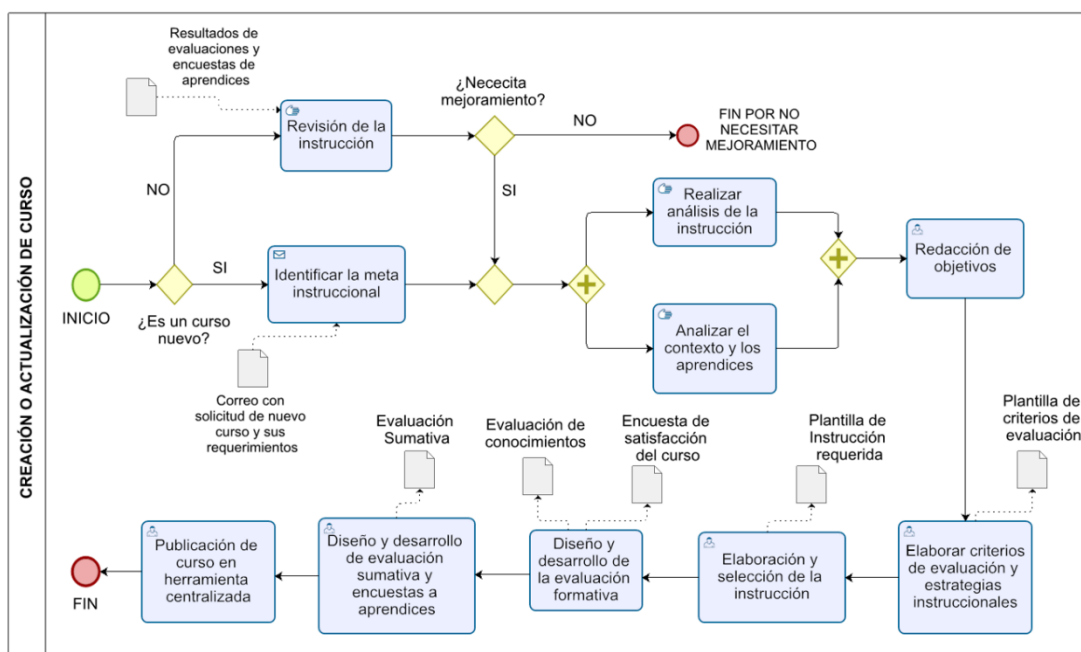 CREACIÓN O ACTUALIZACIÓN DE CURSO
Resultados de
evaluaciones y
encuestas de
aprendices
Revisión de la
instrucción
¿Nececita
mejoramiento?
NO
FIN POR NO
NECESITAR
MEJORAMIENTO
NO
SI
INICIO
¿Es un curso
nuevo?
SI
Identificar la meta
instruccional
Correo con
solicitud de nuevo
curso y sus
requerimientos
Realizar
análisis de la
instrucción
Analizar el
contexto y los
aprendices
Redacción de
objetivos
Plantilla de
criterios de
evaluación
Elaborar criterios
de evaluación y
estrategias
instruccionales
Plantilla de
Instrucción
requerida
Elaboración y
selección de la
instrucción
Encuesta de
satisfacción
del curso
Evaluación
de conocimientos
Diseño y
desarrollo de
la evaluación
formativa
Evaluación
Sumativa
Diseño y desarrollo
de evaluación
sumativa y
encuestas a
aprendices
Publicación de
curso en
herramienta
centralizada
FIN